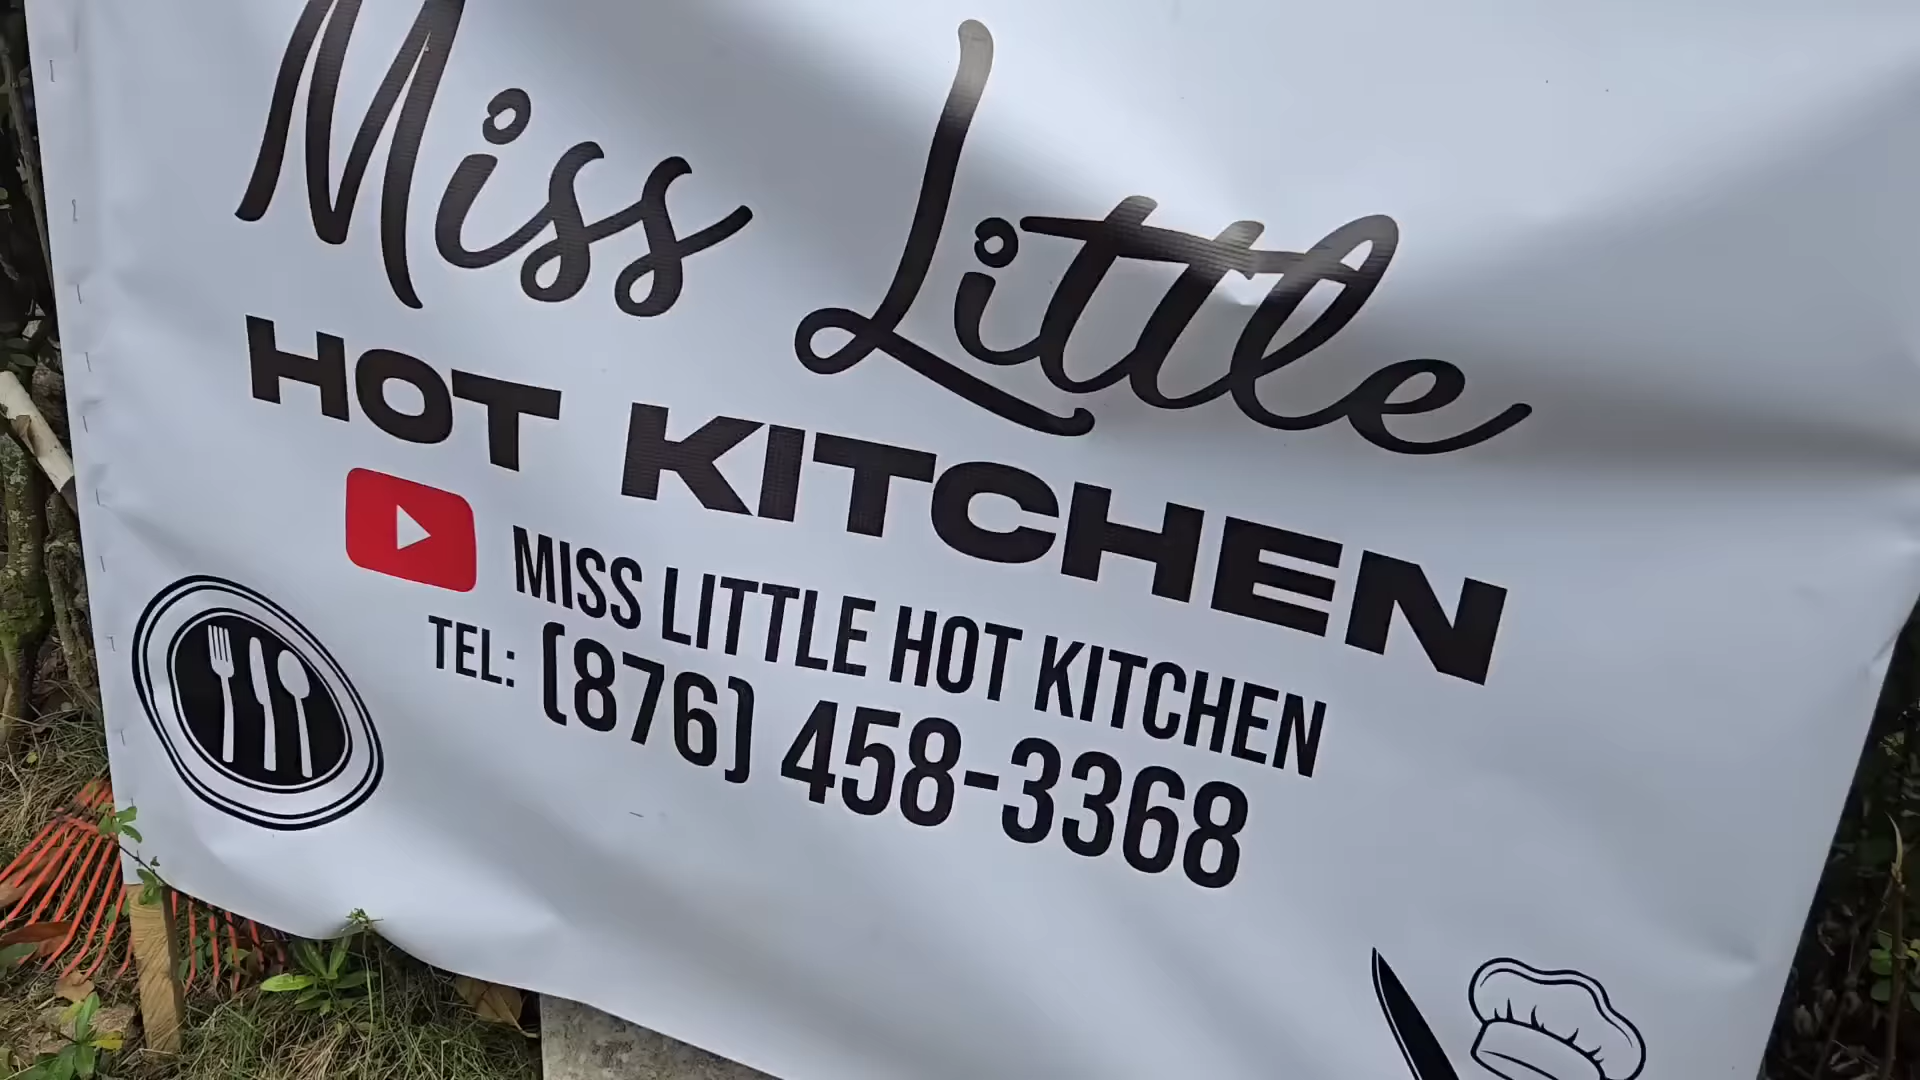 Miss Little
HOT KITCHEN
MISS LITTLE HOT KITCHEN
TEL: (876) 458-3368